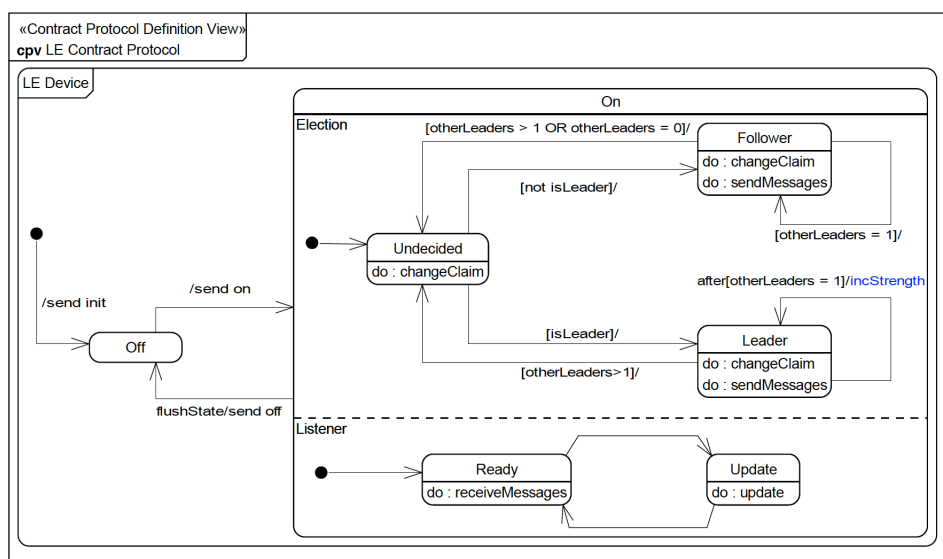 «Contract Protocol Definition View»
cpv LE Contract Protocol
LE Device
On
Election
[otherLeaders > 1 OR otherLeaders = 0]/
Follower
do : changeClaim
do : sendMessages
[not isLeader]/
[otherLeaders = 1]/
Undecided
do : changeClaim
/send init
/send on
after[otherLeaders = 1]/incStrength
Off
[isLeader]/
Leader
do : changeClaim
do : sendMessages
[otherLeaders>1]/
flushState/send off
Listener
Ready
do : receiveMessages
Update
do : update